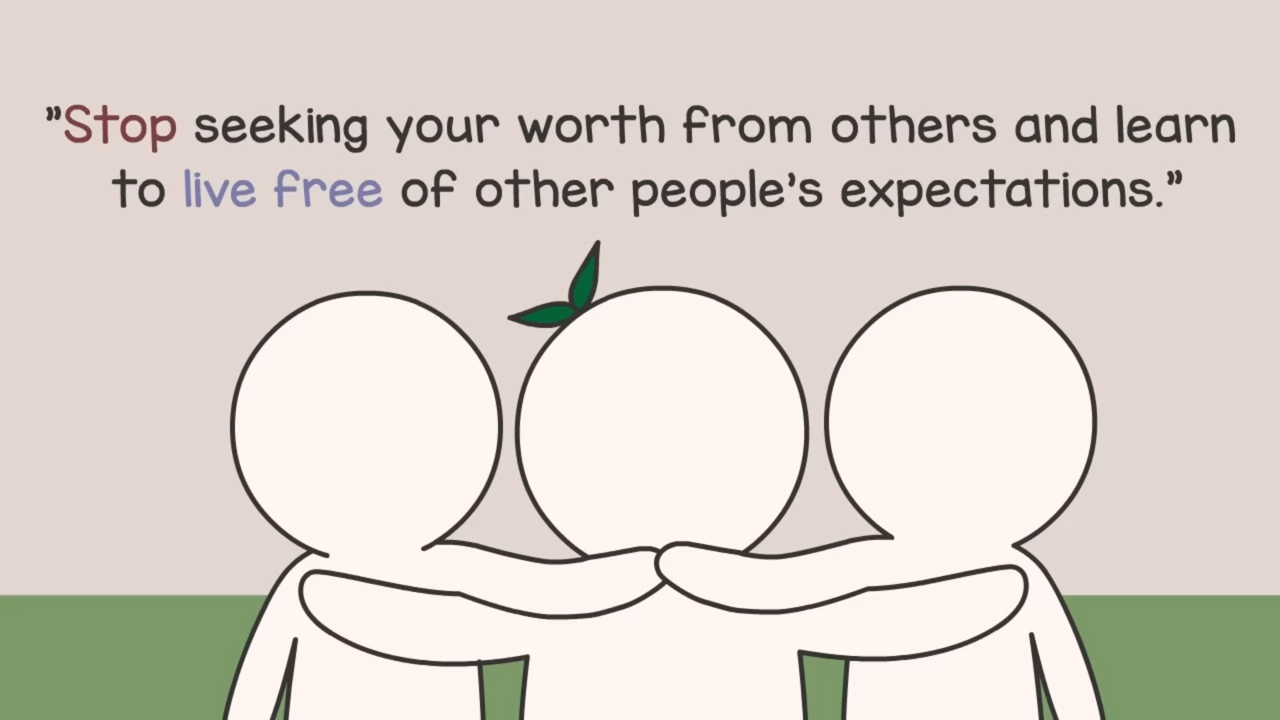 ”Stop seeking your worth from others and learn
to live free of other people’s expectations.”